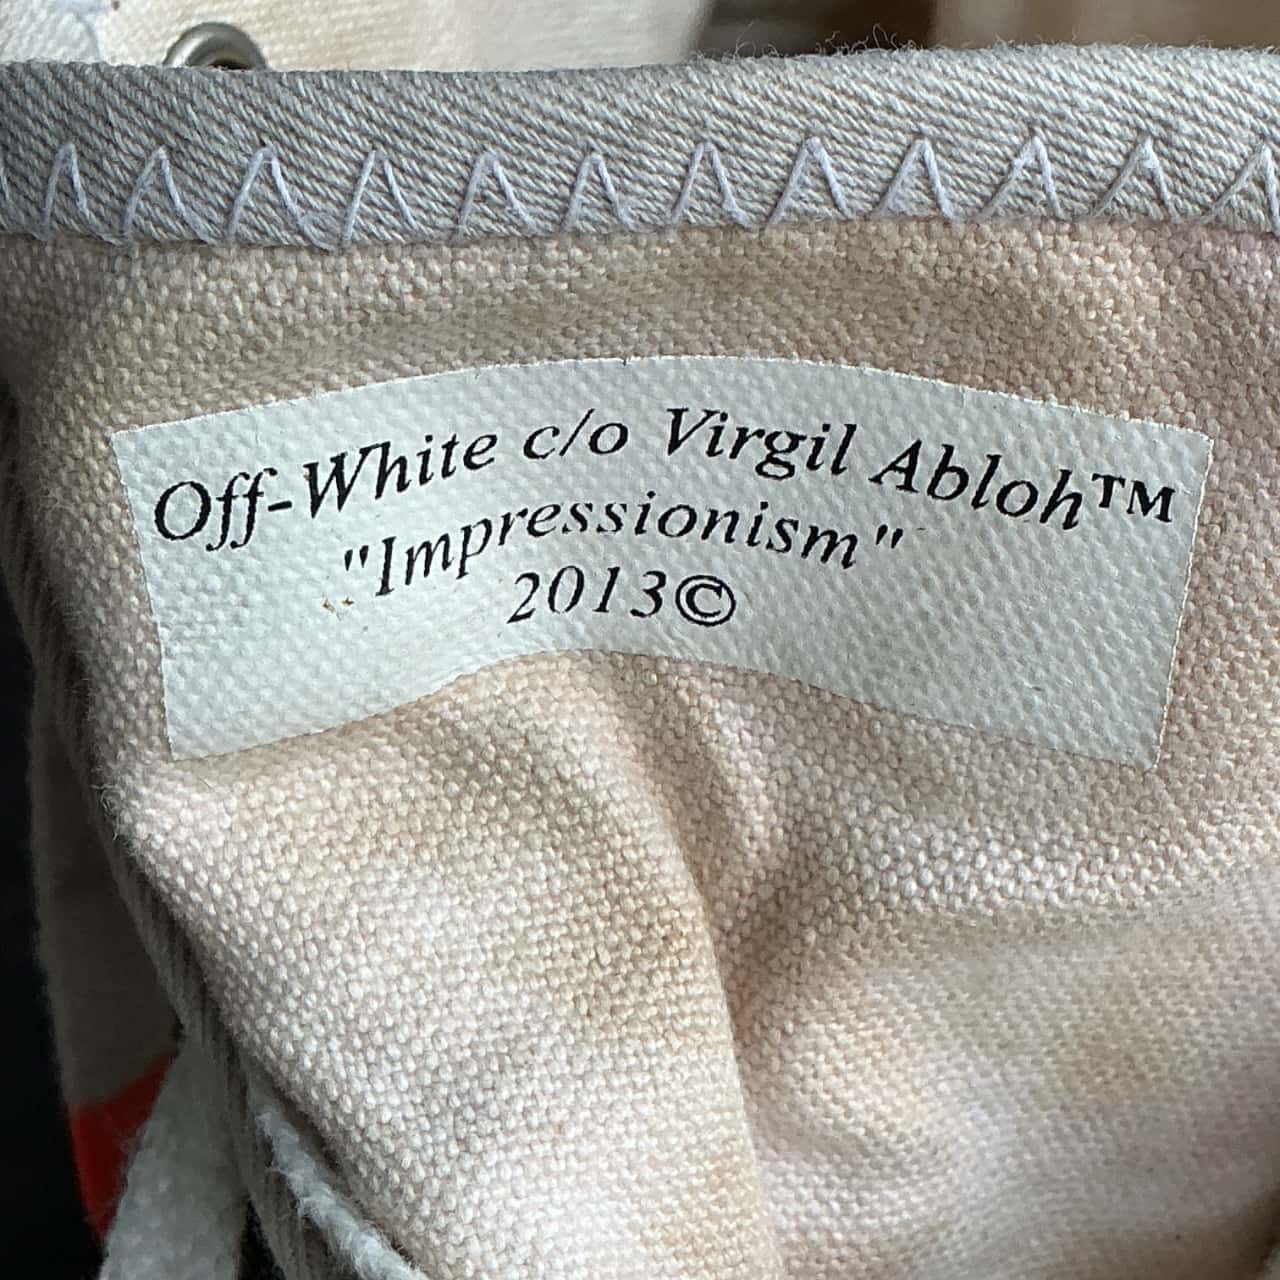 Off-White c/o Virgil Abloh™
"Impressionism"
2013©